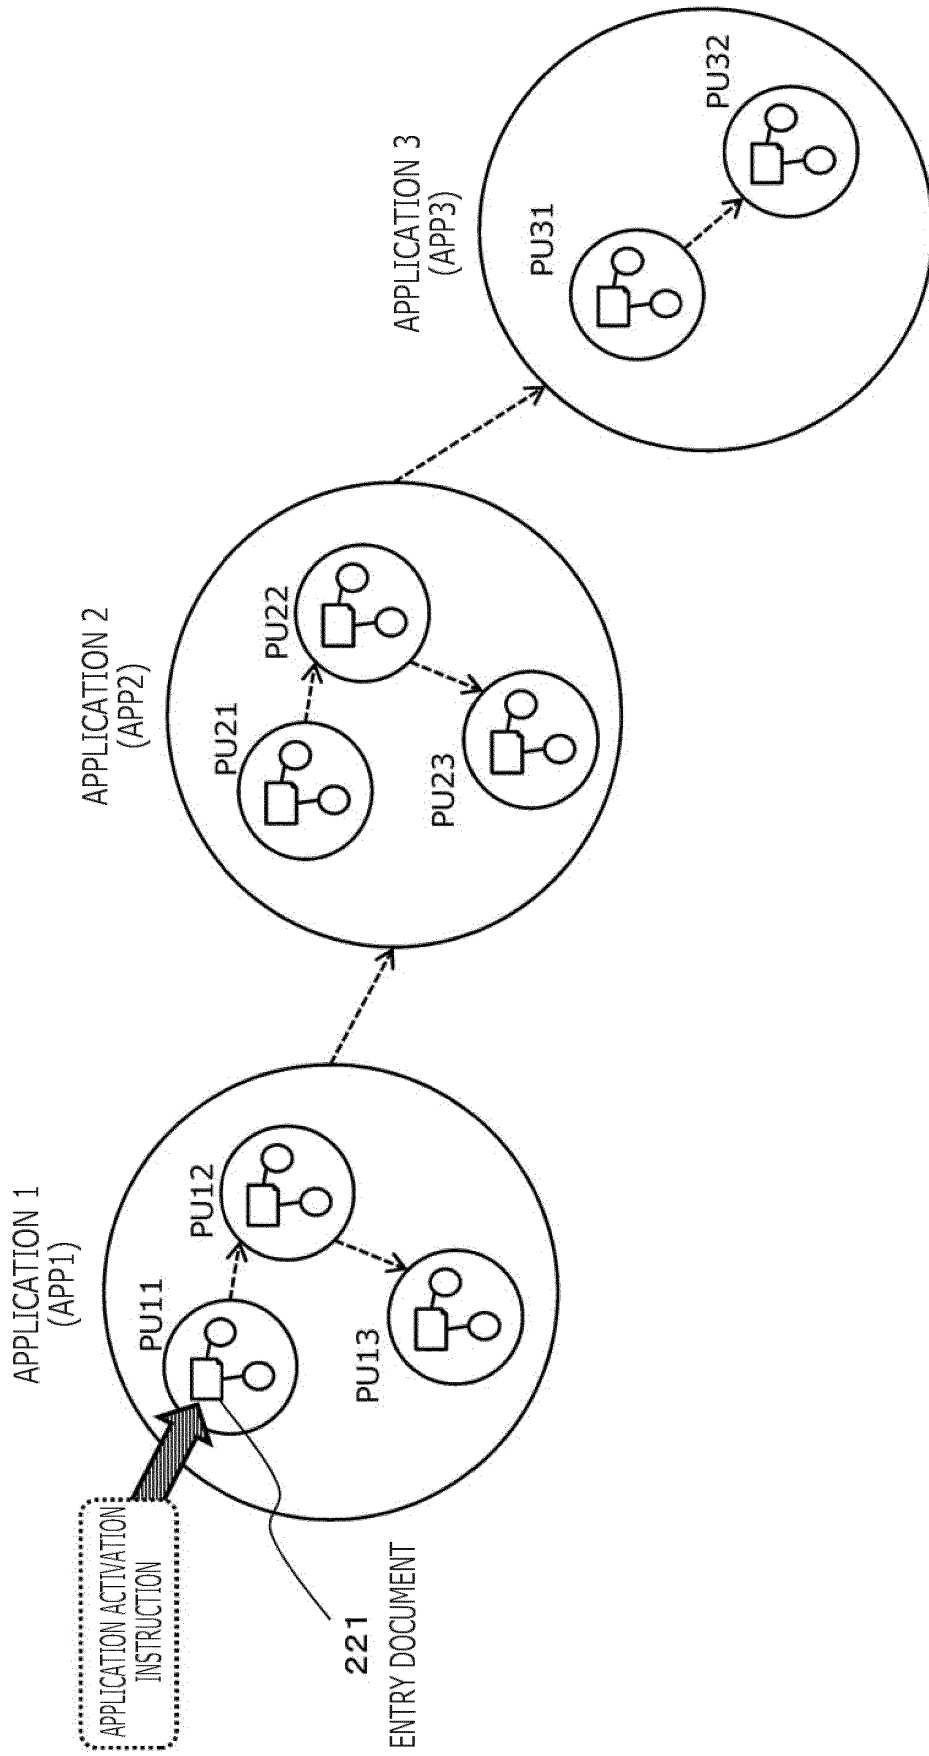 APPLICATION ACTIVATION
INSTRUCTION
221
ENTRY DOCUMENT
APPLICATION 1
(APP1)
PU11
PU12
PU13
APPLICATION 2
(APP2)
PU21
PU22
PU23
APPLICATION 3
(APP3)
PU31
PU32